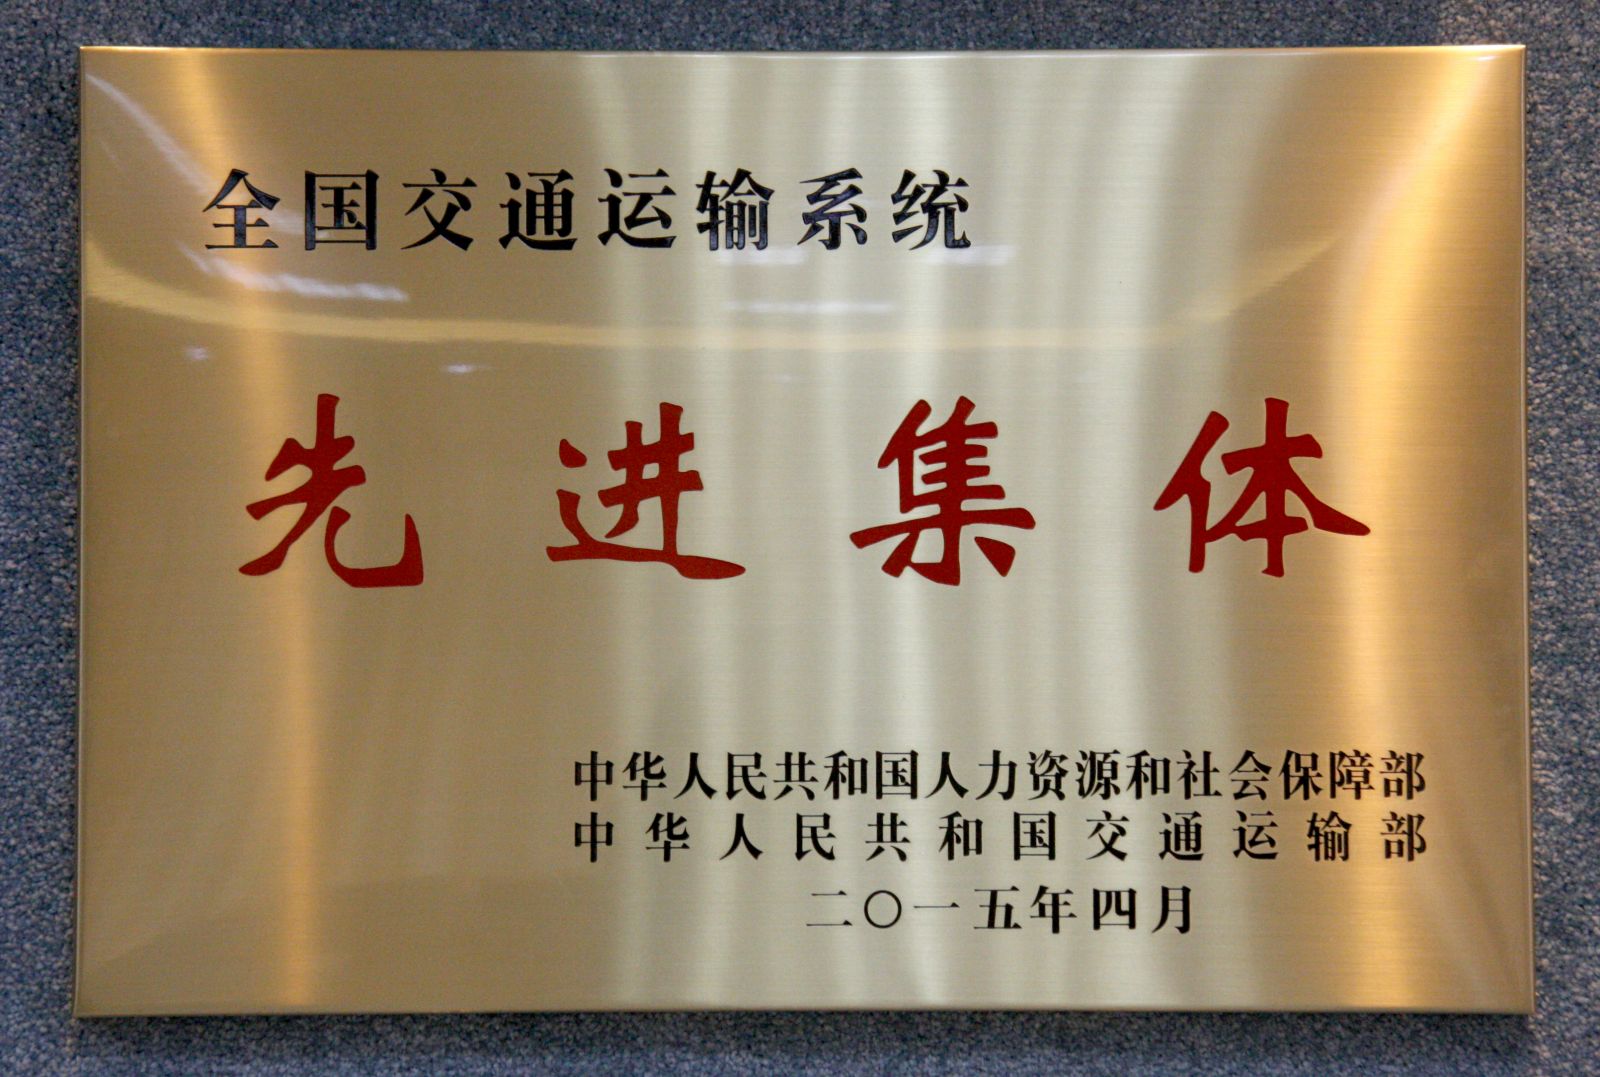 全国交通运输系统
先进集体
中华人民共和国人力资源和社会保障部
中华人民共和国交通运输部
二〇一五年四月